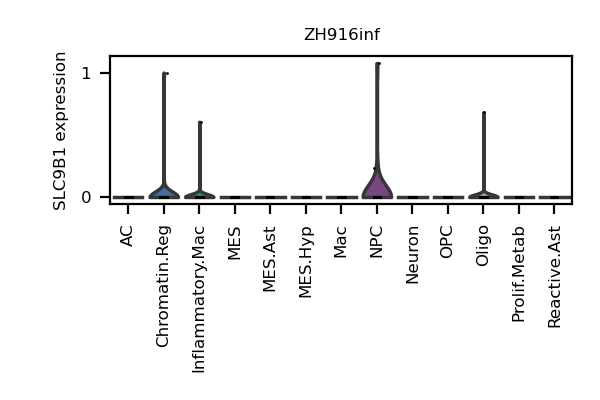 ZH916inf
SLC9B1 expression
1
0
AC
Chromatin.Reg
Inflammatory.Mac
MES
MES.Ast
MES.Hyp
Mac
NPC
Neuron
OPC
Oligo
Prolif.Metab
Reactive.Ast